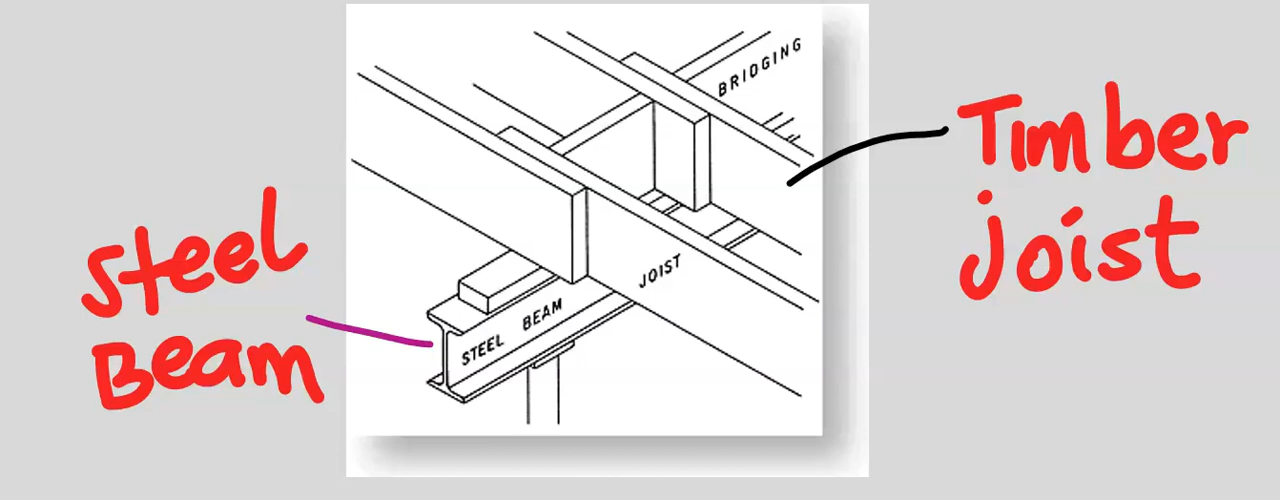 BRIDGING
Timber
joist
Steel
Beam
JOIST
STEEL BEAM